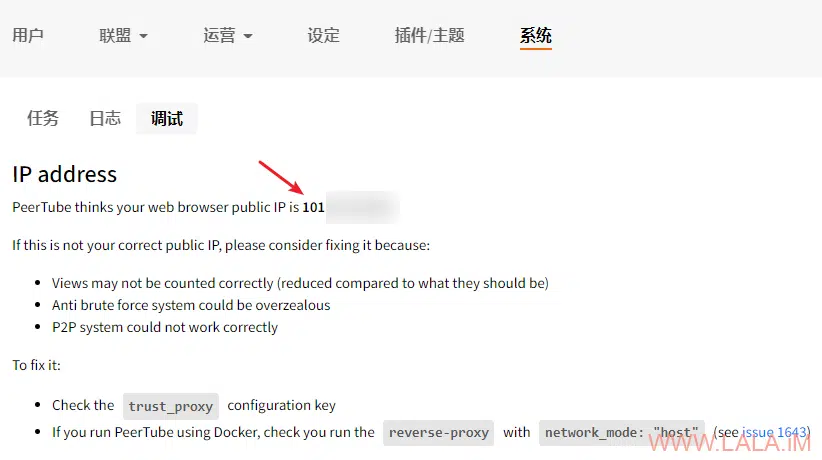 用户 联盟 运营 设定 插件/主题 系统
任务 日志 调试
IP address
PeerTube thinks your web browser public IP is 101
If this is not your correct public IP, please consider fixing it because:
Views may not be counted correctly (reduced compared to what they should be)
Anti brute force system could be overzealous
P2P system could not work correctly
To fix it:
Check the trust_proxy configuration key
If you run PeerTube using Docker, check you run the reverse-proxy with network_mode: "host" (see issue 1643)
WWW.LALA.IM